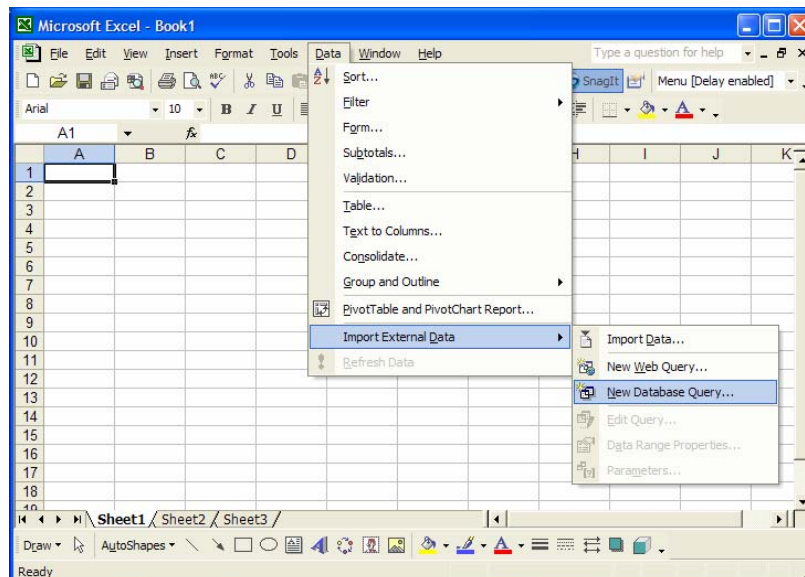 Microsoft Excel - Book1
File Edit View Insert Format Tools Data Window Help Type a question for help
SnagIt Menu [Delay enabled]
Arial 10 B I U A
A1 fx
A B C D H I J K
1
2
3
4
5
6
7
8
9
10
11
12
13
14
15
16
17
18
19
Sort...
Filter
Form...
Subtotals...
Validation...
Table...
Text to Columns...
Consolidate...
Group and Outline
PivotTable and PivotChart Report...
Import External Data
Refresh Data
Import Data...
New Web Query...
New Database Query...
Edit Query...
Data Range Properties...
Parameters...
Sheet1 Sheet2 Sheet3
Draw AutoShapes A
Ready